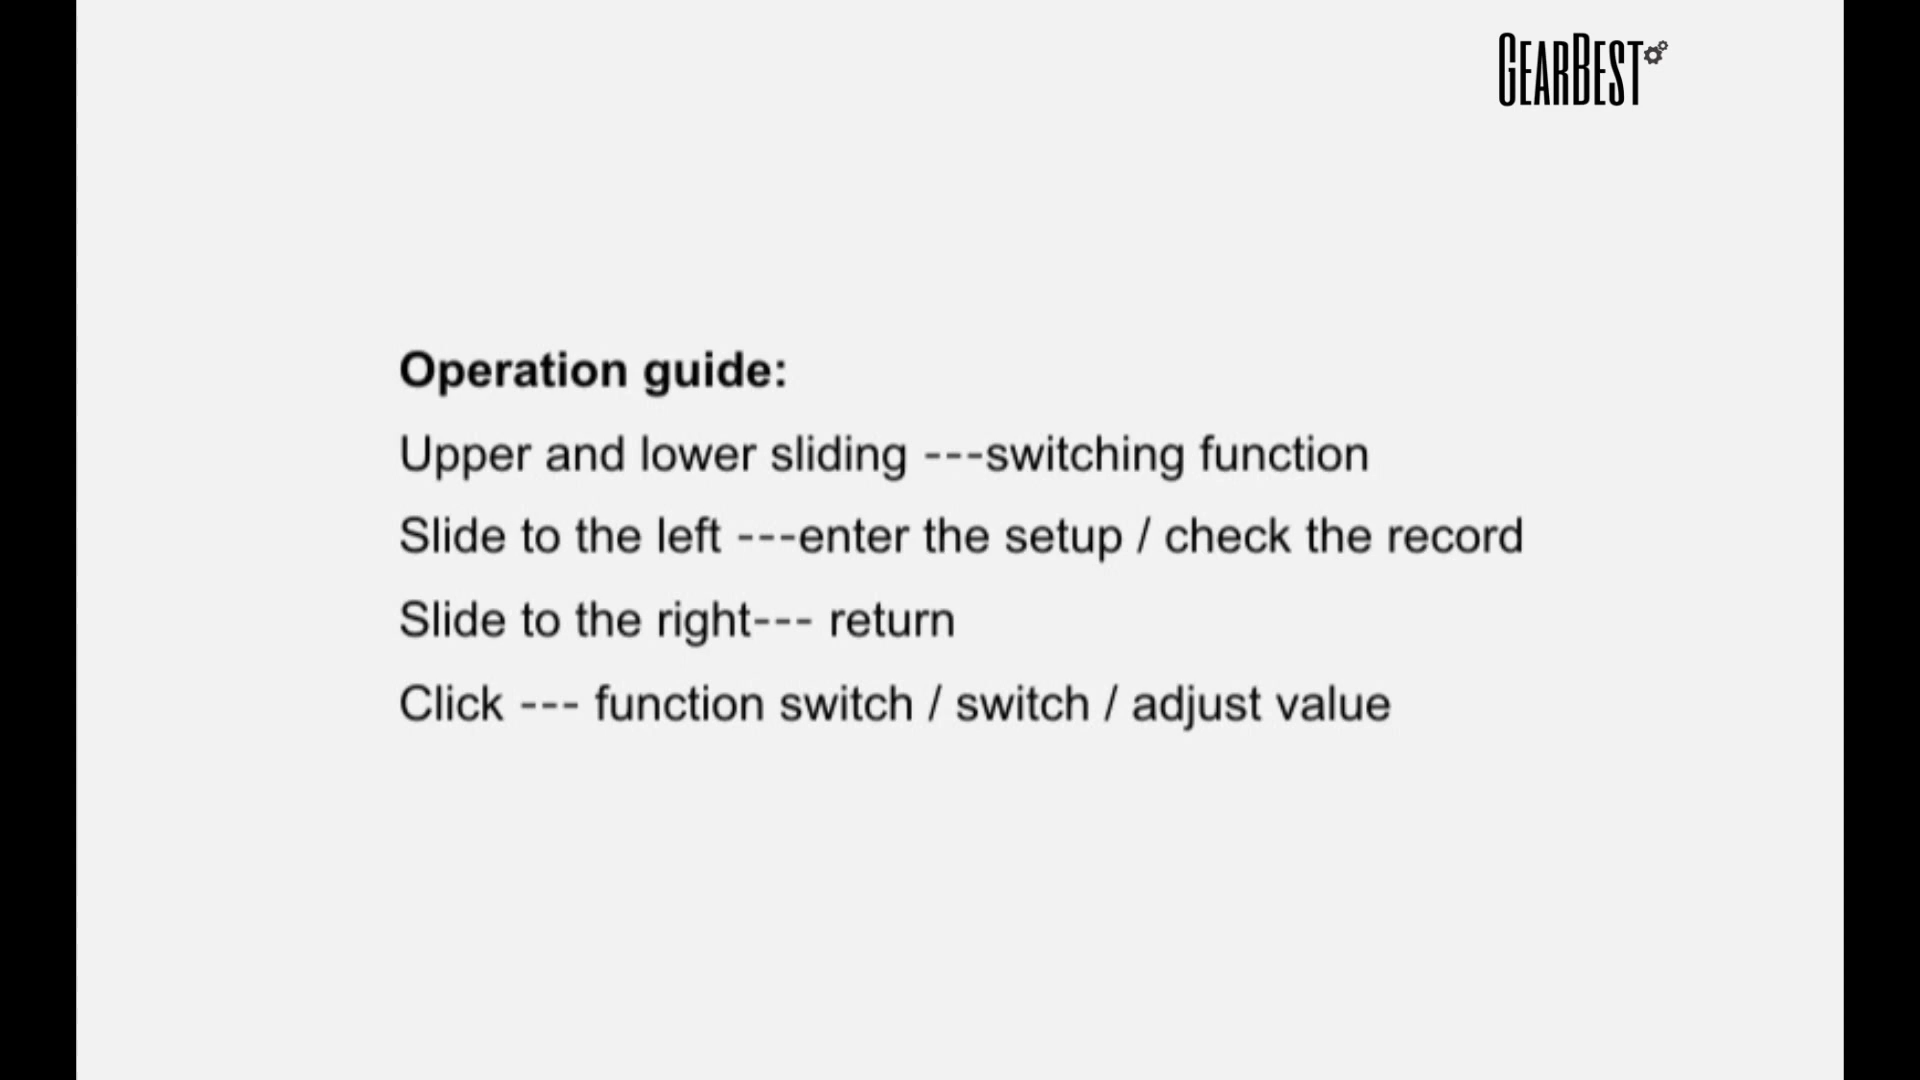 GEARBEST
Operation guide:
Upper and lower sliding ---switching function
Slide to the left ---enter the setup / check the record
Slide to the right--- return
Click --- function switch / switch / adjust value